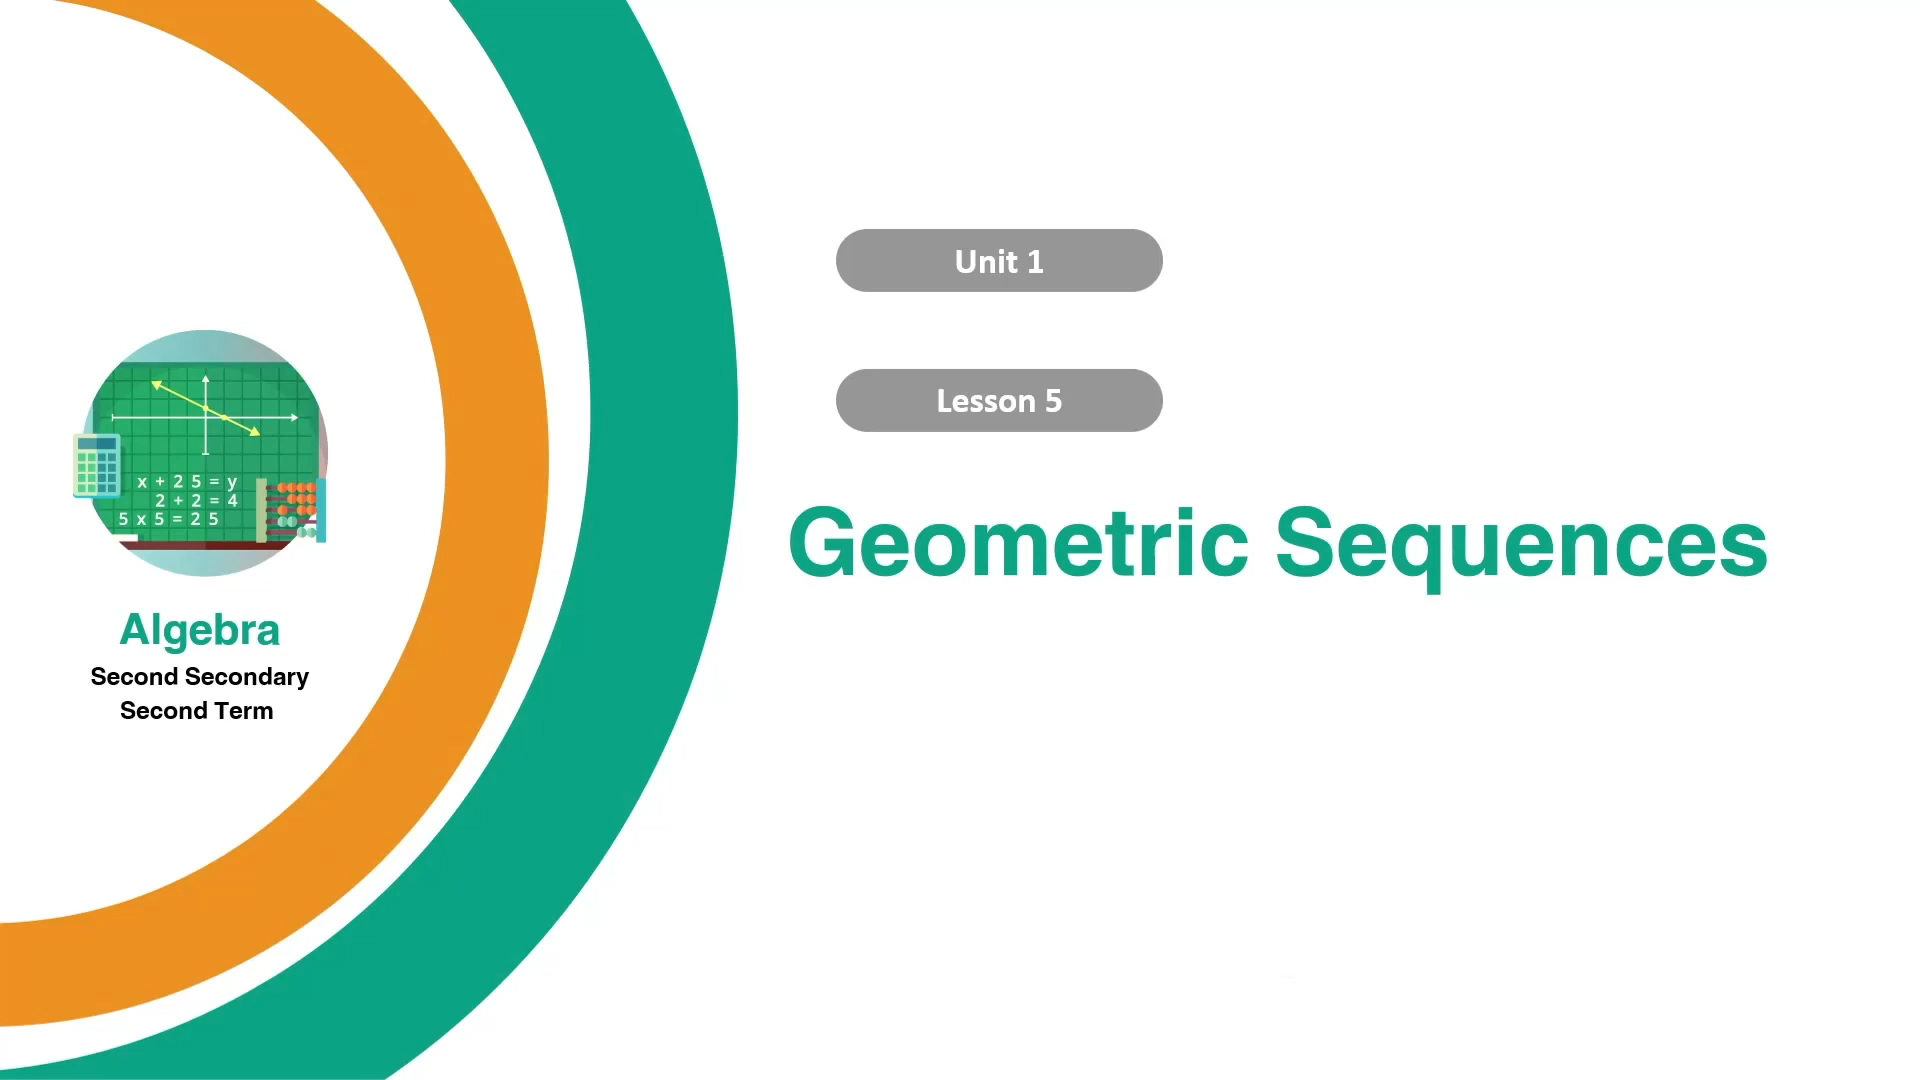 Unit 1
Lesson 5
Geometric Sequences
x + 2 5 = y
2 + 2 = 4
5 x 5 = 2 5
Algebra
Second Secondary
Second Term